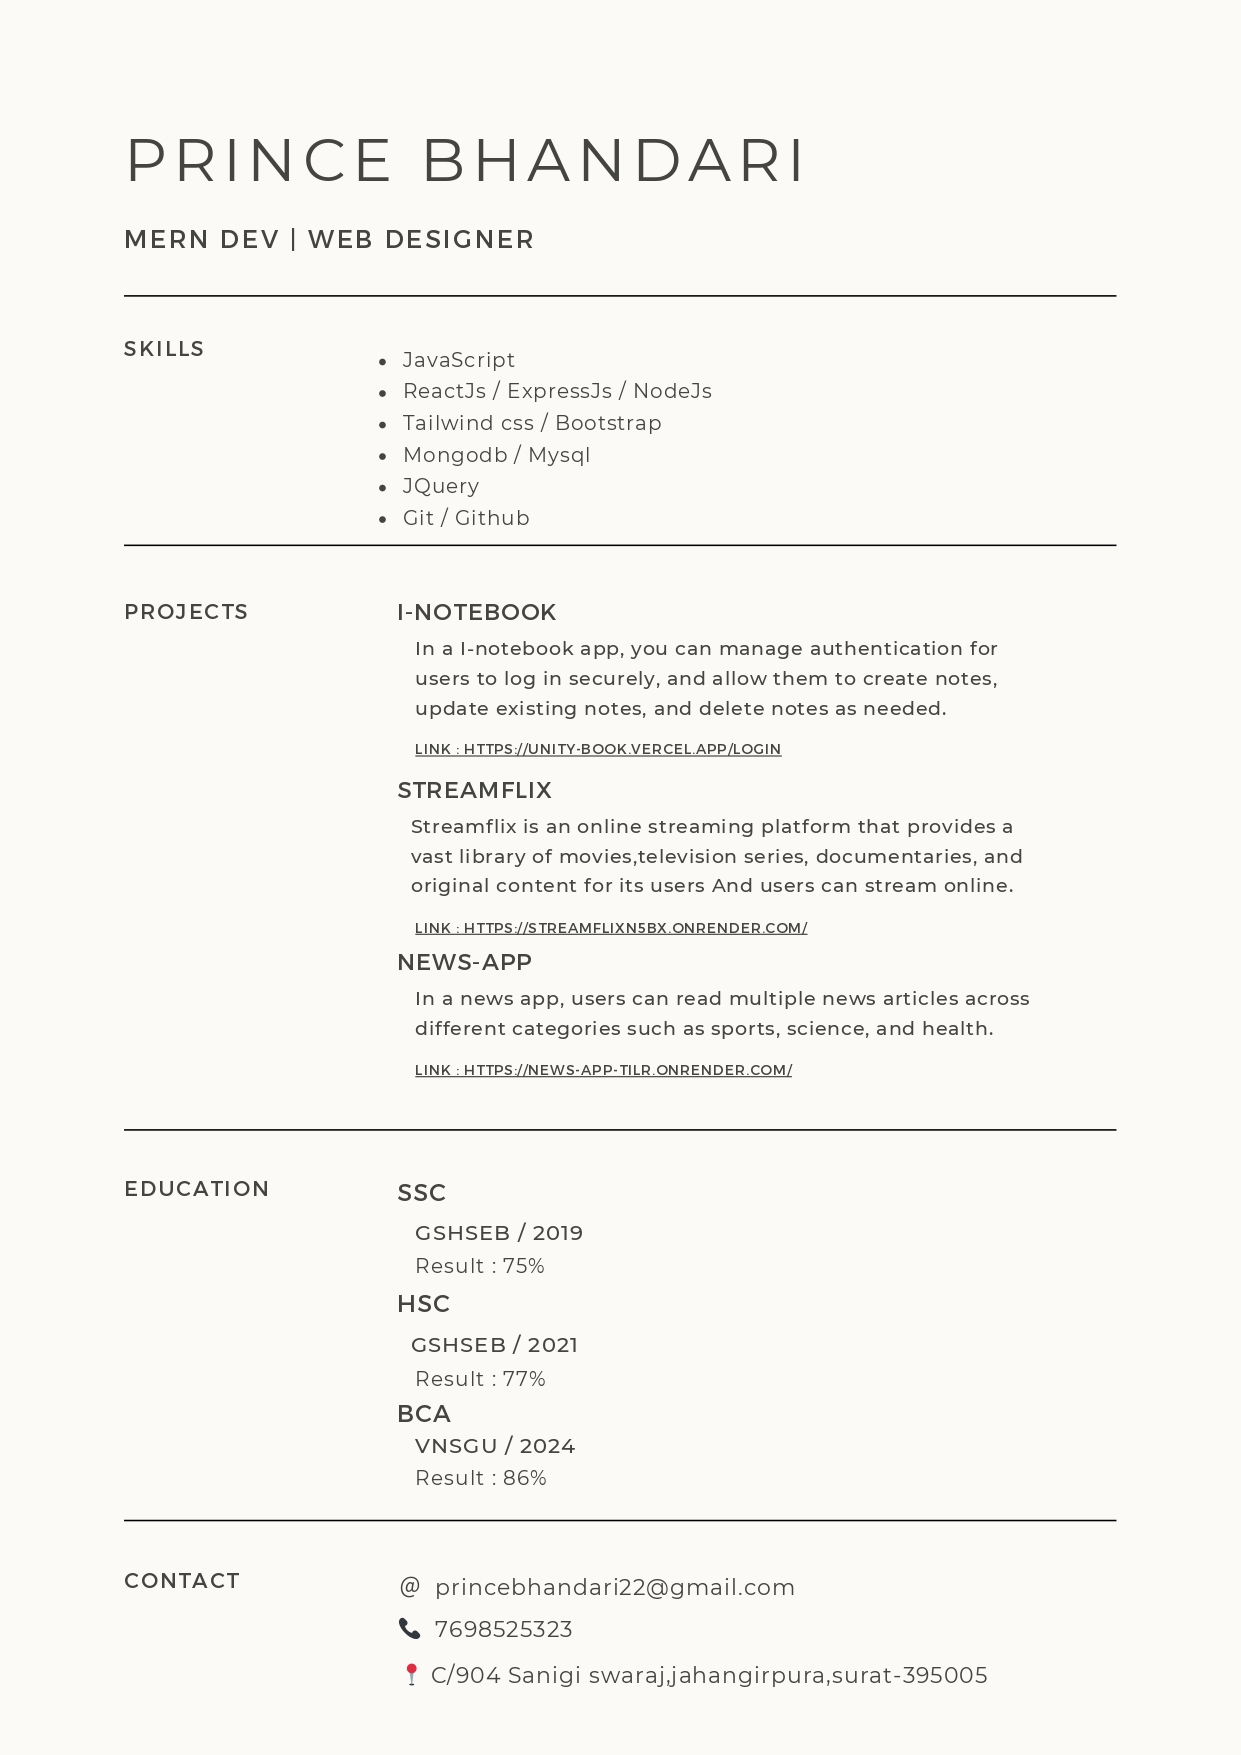 PRINCE BHANDARI
MERN DEV | WEB DESIGNER
SKILLS
• JavaScript
• ReactJs / ExpressJs / NodeJs
• Tailwind css / Bootstrap
• Mongodb / Mysql
• JQuery
• Git / Github
PROJECTS
I-NOTEBOOK
In a I-notebook app, you can manage authentication for
users to log in securely, and allow them to create notes,
update existing notes, and delete notes as needed.
LINK : HTTPS://UNITY-BOOK.VERCEL.APP/LOGIN
STREAMFLIX
Streamflix is an online streaming platform that provides a
vast library of movies,television series, documentaries, and
original content for its users And users can stream online.
LINK : HTTPS://STREAMFLIXN5BX.ONRENDER.COM/
NEWS-APP
In a news app, users can read multiple news articles across
different categories such as sports, science, and health.
LINK : HTTPS://NEWS-APP-TILR.ONRENDER.COM/
EDUCATION
SSC
GSHSEB / 2019
Result : 75%
HSC
GSHSEB / 2021
Result : 77%
BCA
VNSGU / 2024
Result : 86%
CONTACT
@ princebhandari22@gmail.com
7698525323
C/904 Sanigi swaraj,jahangirpura,surat-395005